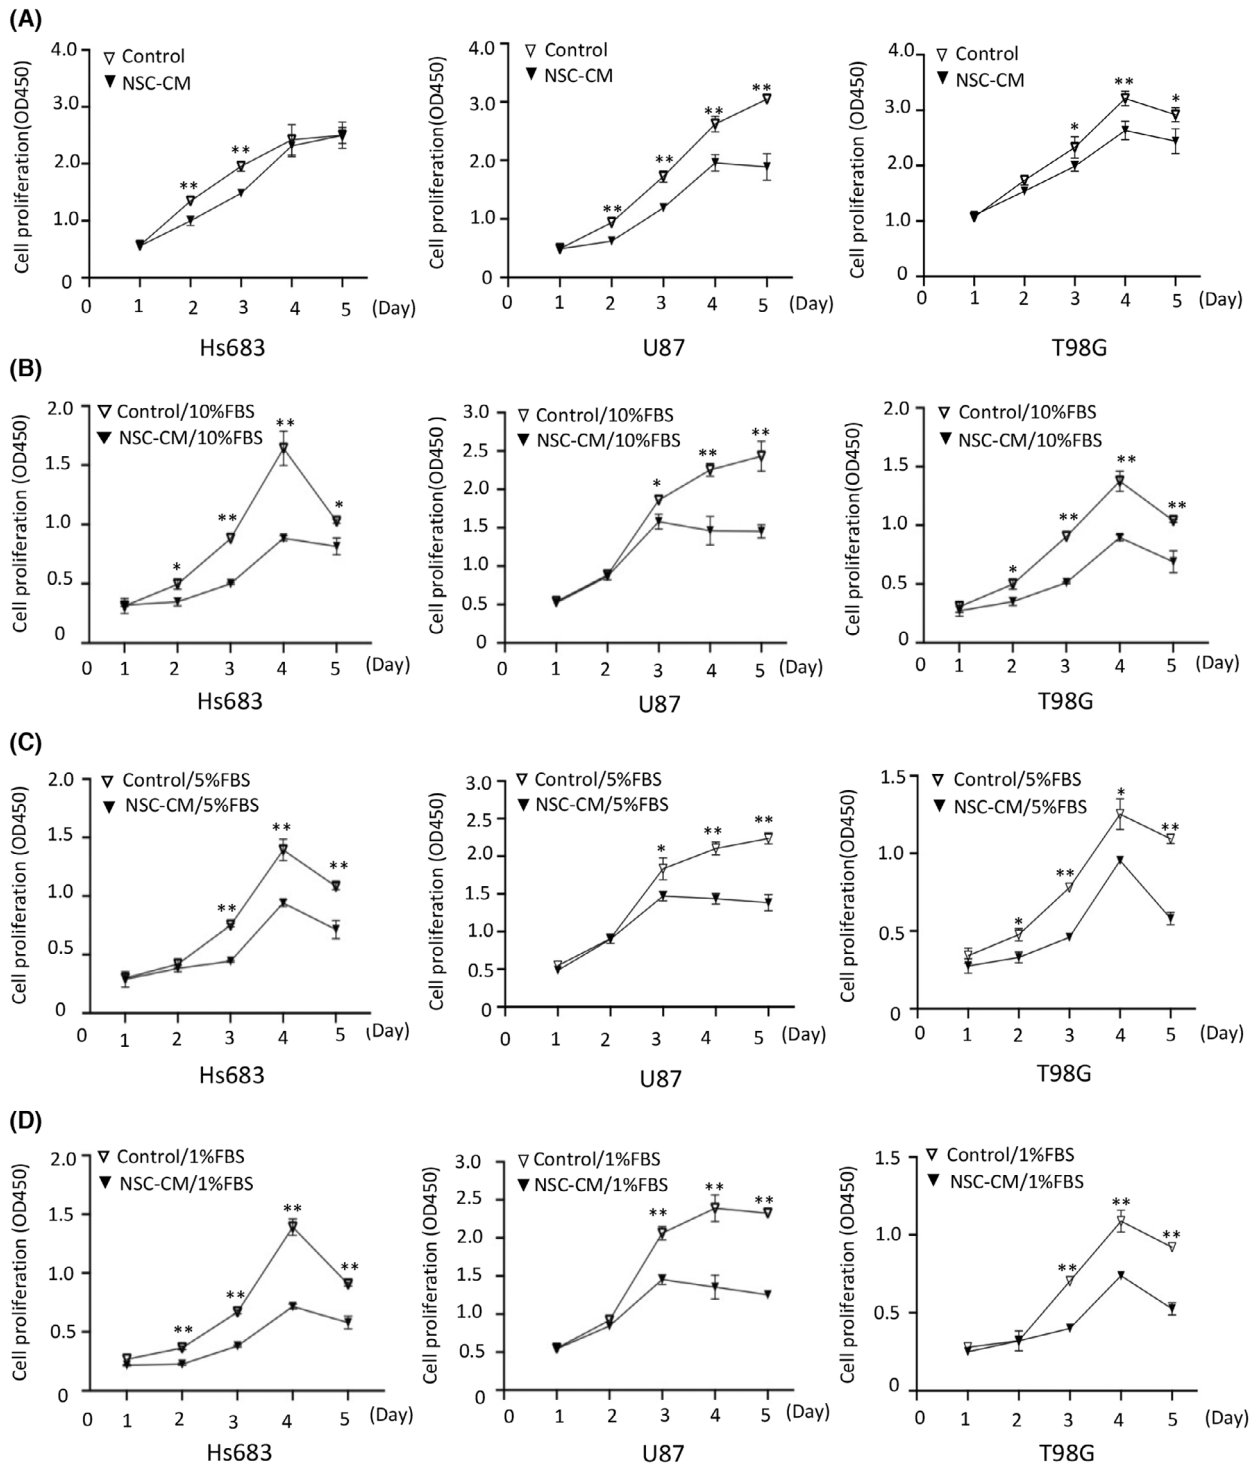 (A)
4.0
3.0
2.0
1.0
0
Cell proliferation(OD450)
Control
NSC-CM
**
**
0 1 2 3 4 5 (Day)
Hs683
4.0
3.0
2.0
1.0
0
Cell proliferation(OD450)
Control
NSC-CM
**
**
**
**
0 1 2 3 4 5 (Day)
U87
4.0
3.0
2.0
1.0
0
Cell proliferation (OD450)
Control
NSC-CM
*
**
*
0 1 2 3 4 5 (Day)
T98G
(B)
2.0
1.5
1.0
0.5
0
Cell proliferation (OD450)
Control/10%FBS
NSC-CM/10%FBS
*
**
**
*
0 1 2 3 4 5 (Day)
Hs683
3.0
2.5
2.0
1.5
1.0
0.5
0
Cell proliferation(OD450 )
Control/10%FBS
NSC-CM/10%FBS
*
**
**
0 1 2 3 4 5 (Day)
U87
2.0
1.5
1.0
0.5
0
Cell proliferation(OD450)
Control/10%FBS
NSC-CM/10%FBS
*
**
**
**
0 1 2 3 4 5 (Day)
T98G
(C)
2.0
1.5
1.0
0.5
0
Cell proliferation (OD450)
Control/5%FBS
NSC-CM/5%FBS
**
**
**
0 1 2 3 4 5 (Day)
Hs683
3.0
2.5
2.0
1.5
1.0
0.5
0
Cell proliferation (OD450)
Control/5%FBS
NSC-CM/5%FBS
*
**
**
0 1 2 3 4 5 (Day)
U87
1.5
1.0
0.5
0
Cell proliferation(OD450)
Control/5%FBS
NSC-CM/5%FBS
*
**
*
**
0 1 2 3 4 5 (Day)
T98G
(D)
2.0
1.5
1.0
0.5
0
Cell proliferation (OD450)
Control/1%FBS
NSC-CM/1%FBS
**
**
**
**
0 1 2 3 4 5 (Day)
Hs683
3.0
2.5
2.0
1.5
1.0
0.5
0
Cell proliferation (OD450)
Control/1%FBS
NSC-CM/1%FBS
**
**
**
0 1 2 3 4 5 (Day)
U87
1.5
1.0
0.5
0
Cell proliferation (OD450)
Control/1%FBS
NSC-CM/1%FBS
**
**
**
0 1 2 3 4 5 (Day)
T98G